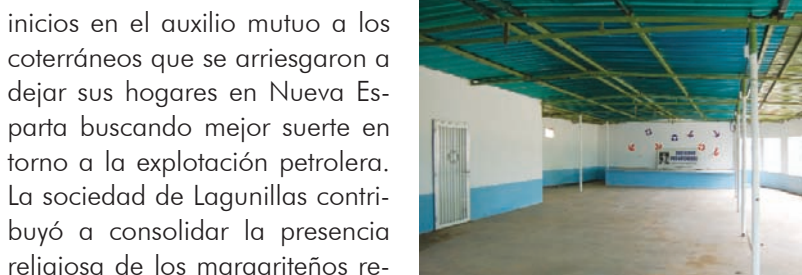 inicios en el auxilio mutuo a los
coterráneos que se arriesgaron a
dejar sus hogares en Nueva Es-
parta buscando mejor suerte en
torno a la explotación petrolera.
La sociedad de Lagunillas contri-
buyó a consolidar la presencia
religiosa de los margariteños re-